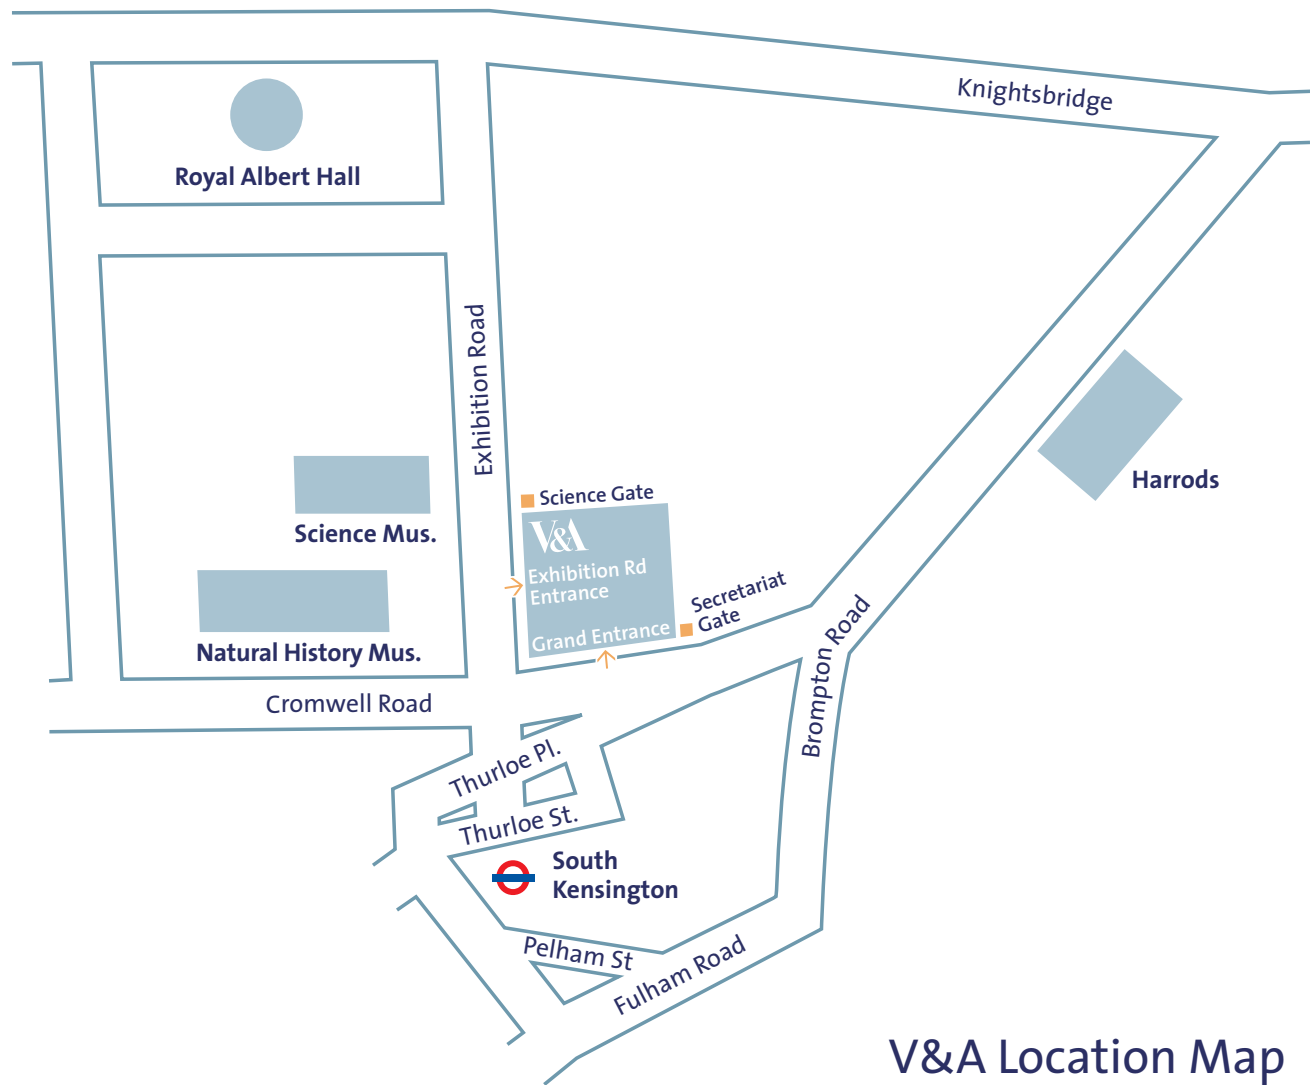 Knightsbridge
Royal Albert Hall
Exhibition Road
Harrods
Science Gate
Science Mus.
V&A
Exhibition Rd
Entrance
Secretariat
Gate
Grand Entrance
Natural History Mus.
Brompton Road
Cromwell Road
Thurloe Pl.
Thurloe St.
South
Kensington
Pelham St
Fulham Road
V&A Location Map